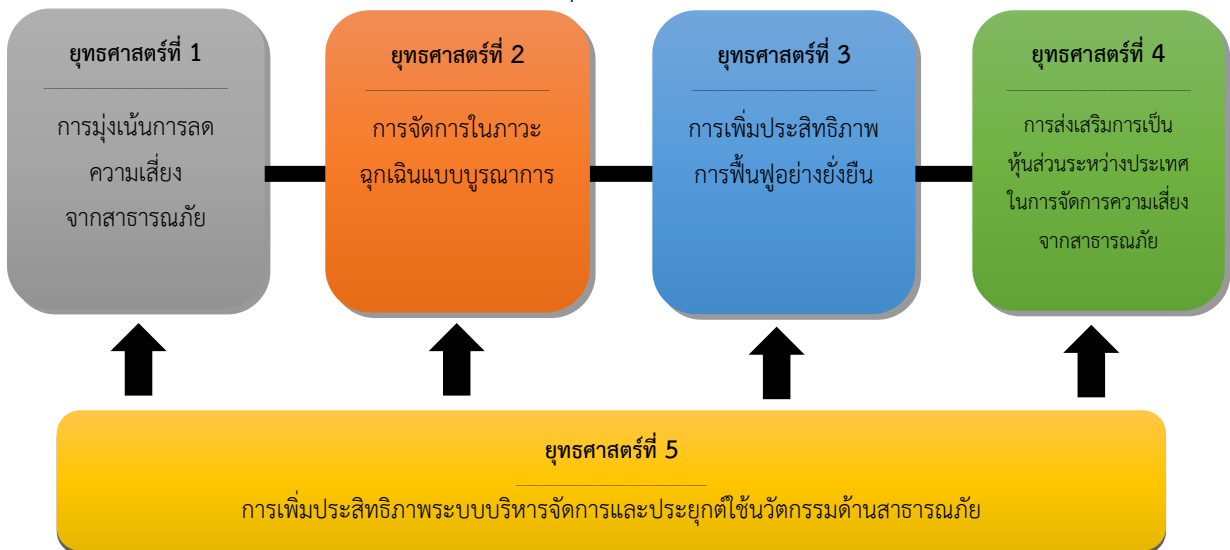 ยุทธศาสตร์ที่ 1
การมุ่งเน้นการลด
ความเสี่ยง
จากสาธารณภัย
ยุทธศาสตร์ที่ 2
การจัดการในภาวะ
ฉุกเฉินแบบบูรณาการ
ยุทธศาสตร์ที่ 3
การเพิ่มประสิทธิภาพ
การฟื้นฟูอย่างยั่งยืน
ยุทธศาสตร์ที่ 4
การส่งเสริมการเป็น
หุ้นส่วนระหว่างประเทศ
ในการจัดการความเสี่ยง
จากสาธารณภัย
ยุทธศาสตร์ที่ 5
การเพิ่มประสิทธิภาพระบบบริหารจัดการและประยุกต์ใช้นวัตกรรมด้านสาธารณภัย